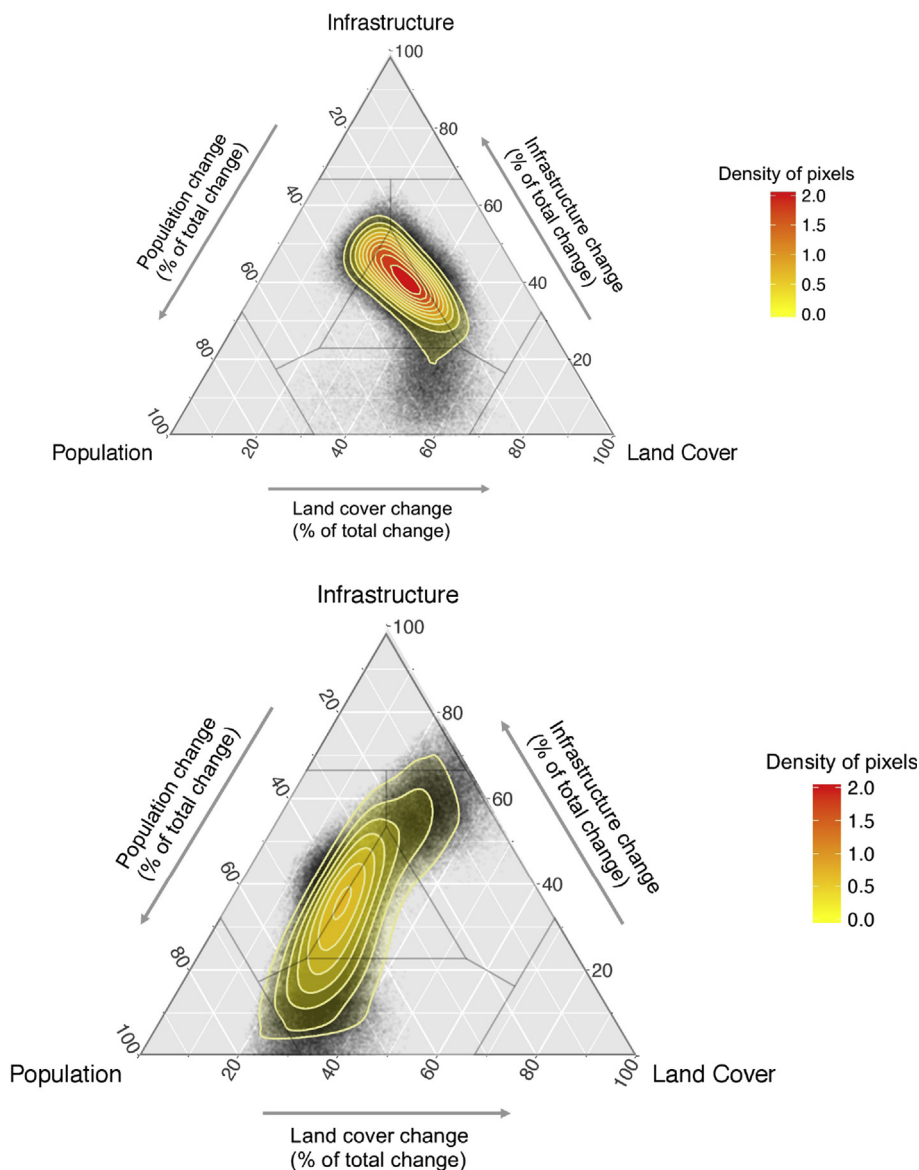 Infrastructure
100
20
80
Population change
(% of total change)
Infrastructure change
(% of total change)
Density of pixels
2.0
1.5
1.0
0.5
0.0
40
60
60
40
80
20
100
Population
20
40
60
80
100
Land Cover
Land cover change
(% of total change)
Infrastructure
100
20
80
Population change
(% of total change)
Infrastructure change
(% of total change)
Density of pixels
2.0
1.5
1.0
0.5
0.0
40
60
60
40
80
20
100
Population
20
40
60
80
100
Land Cover
Land cover change
(% of total change)